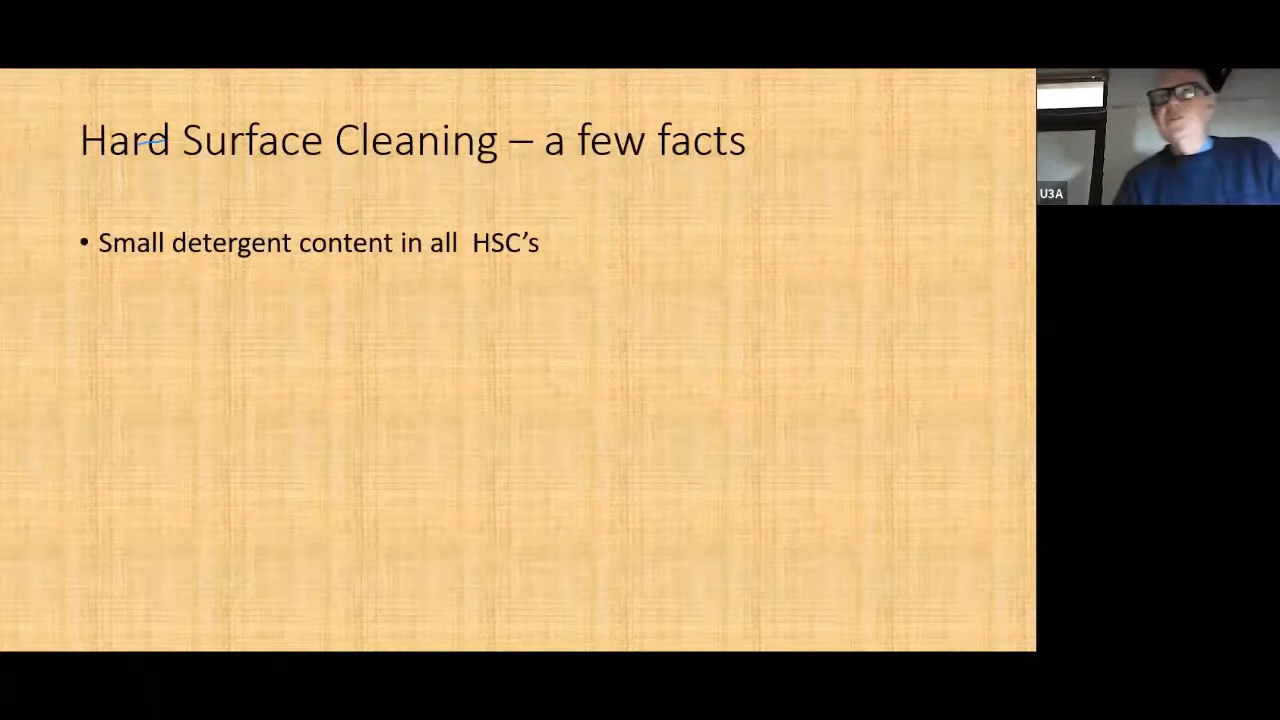 Hard Surface Cleaning – a few facts
• Small detergent content in all  HSC’s
U3A